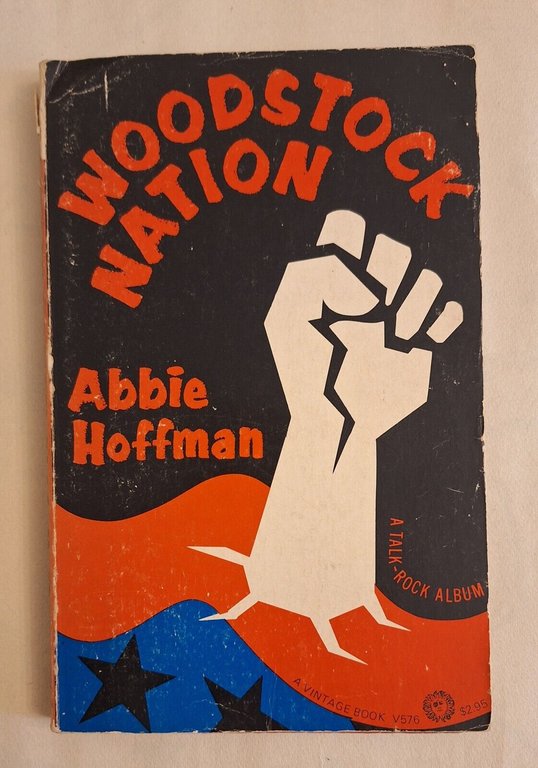 WOODSTOCK
NATION
Abbie
Hoffman
A TALK-ROCK ALBUM
A VINTAGE BOOK V576 $2.95